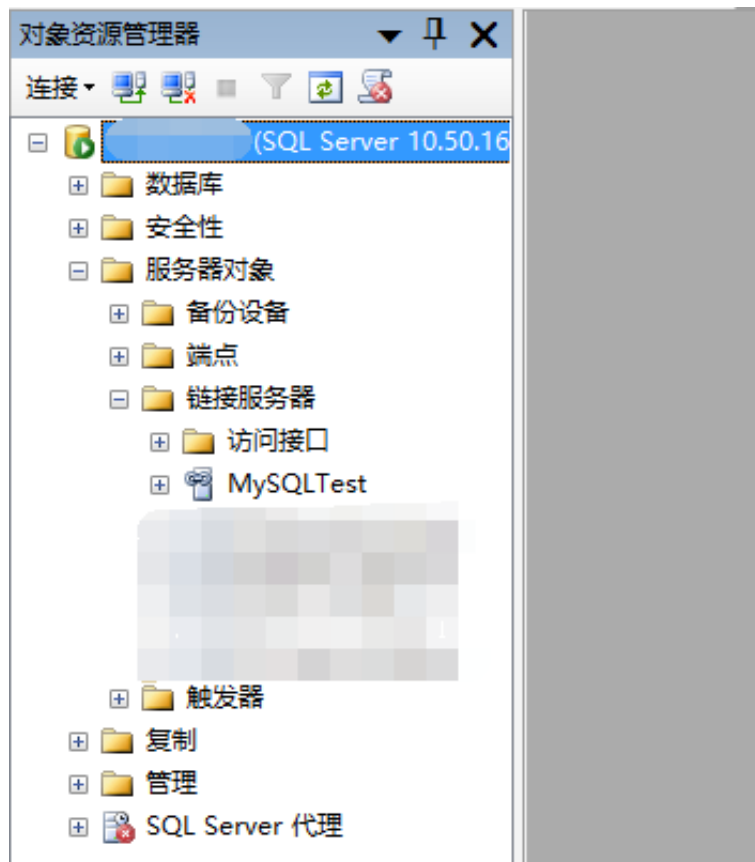 对象资源管理器
连接
(SQL Server 10.50.16
数据库
安全性
服务器对象
备份设备
端点
链接服务器
访问接口
MySQLTest
触发器
复制
管理
SQL Server 代理